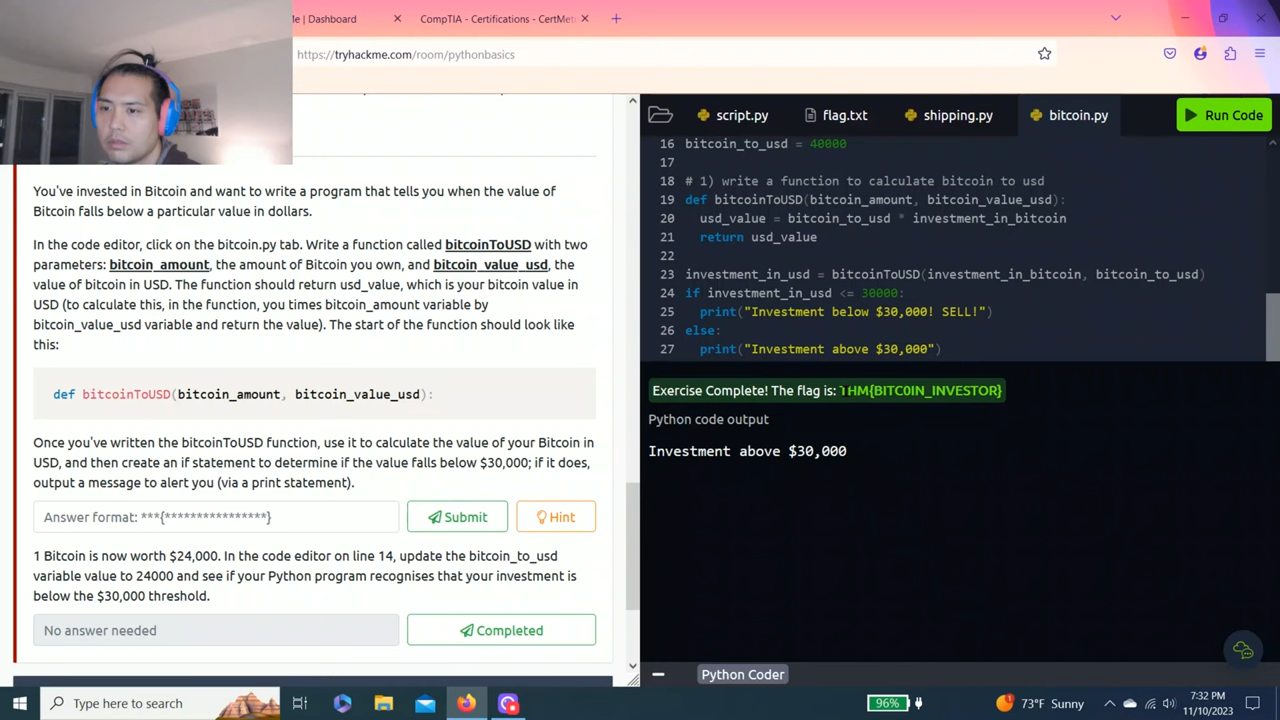 Me | Dashboard
CompTIA - Certifications - CertMet
https://tryhackme.com/room/pythonbasics
You've invested in Bitcoin and want to write a program that tells you when the value of
Bitcoin falls below a particular value in dollars.
In the code editor, click on the bitcoin.py tab. Write a function called bitcoinToUSD with two
parameters: bitcoin_amount, the amount of Bitcoin you own, and bitcoin_value_usd, the
value of bitcoin in USD. The function should return usd_value, which is your bitcoin value in
USD (to calculate this, in the function, you times bitcoin_amount variable by
bitcoin_value_usd variable and return the value). The start of the function should look like
this:
def bitcoinToUSD(bitcoin_amount, bitcoin_value_usd):
Once you've written the bitcoinToUSD function, use it to calculate the value of your Bitcoin in
USD, and then create an if statement to determine if the value falls below $30,000; if it does,
output a message to alert you (via a print statement).
Answer format: ***{****************}
Submit
Hint
1 Bitcoin is now worth $24,000. In the code editor on line 14, update the bitcoin_to_usd
variable value to 24000 and see if your Python program recognises that your investment is
below the $30,000 threshold.
No answer needed
Completed
script.py
flag.txt
shipping.py
bitcoin.py
Run Code
16 bitcoin_to_usd = 40000
17
18 # 1) write a function to calculate bitcoin to usd
19 def bitcoinToUSD(bitcoin_amount, bitcoin_value_usd):
20 usd_value = bitcoin_to_usd * investment_in_bitcoin
21 return usd_value
22
23 investment_in_usd = bitcoinToUSD(investment_in_bitcoin, bitcoin_to_usd)
24 if investment_in_usd <= 30000:
25 print("Investment below $30,000! SELL!")
26 else:
27 print("Investment above $30,000")
Exercise Complete! The flag is: THM{BITC0IN_INVESTOR}
Python code output
Investment above $30,000
Python Coder
Type here to search
96%
1
73°F Sunny
7:32 PM
11/10/2023